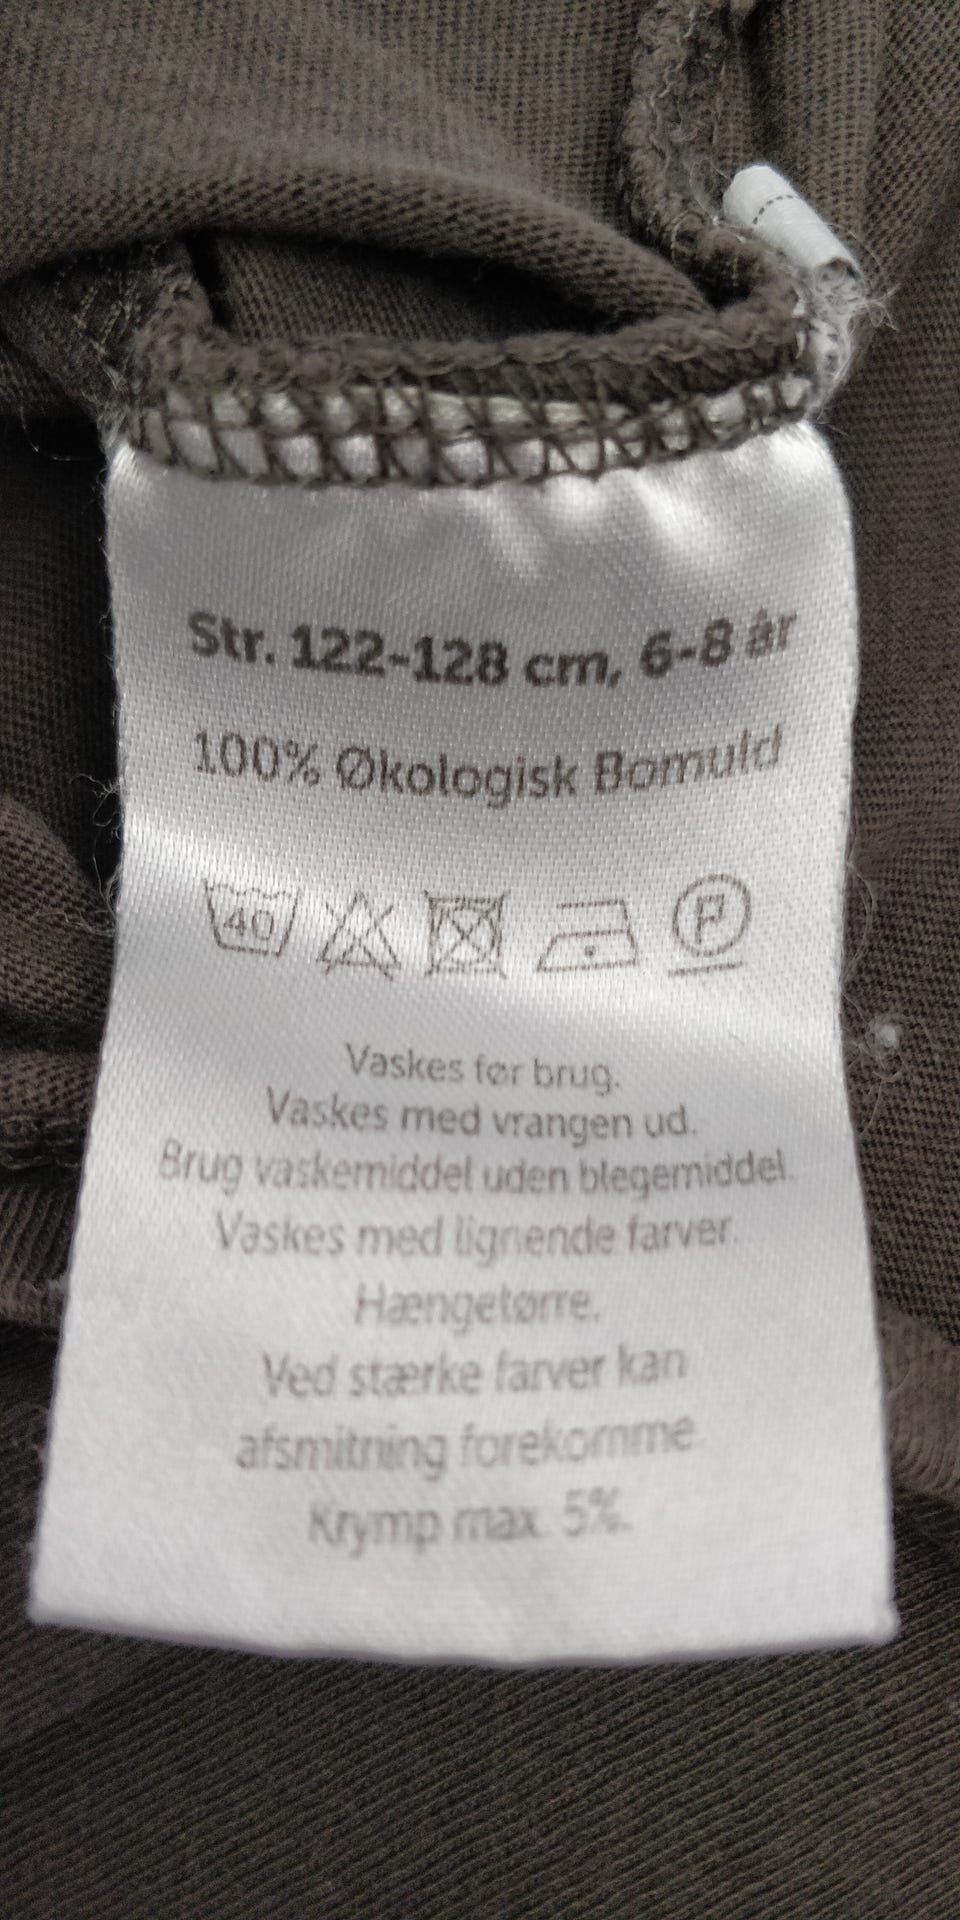 Str. 122-128 cm, 6-8 år
100% Økologisk Bomuld
40 P
Vaskes før brug.
Vaskes med vrangen ud.
Brug vaskemiddel uden blegemiddel.
Vaskes med lignende farver.
Hængetørre.
Ved stærke farver kan
afsmitning forekomme
Krymp max. 5%.